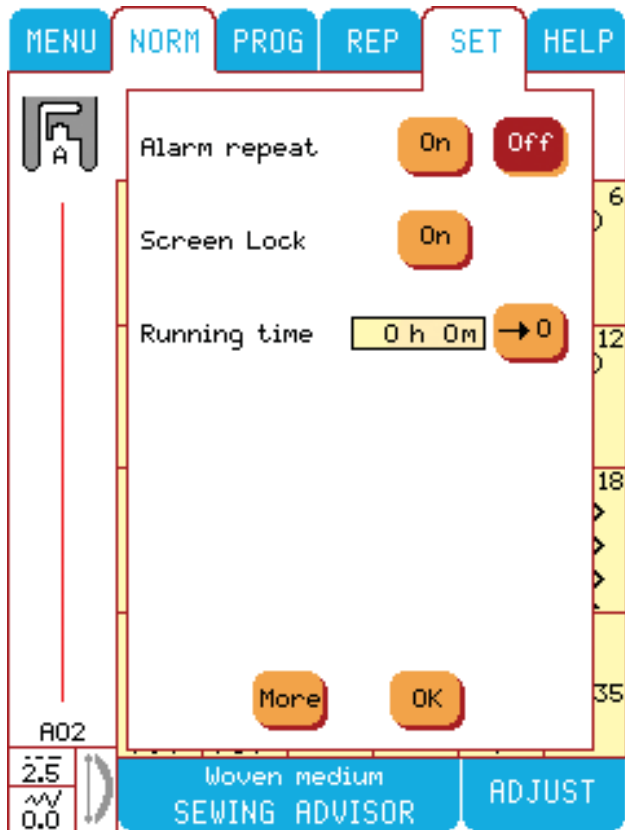 MENU NORM PROG REP SET HELP
A
Alarm repeat On Off
6
Screen Lock On
Running time 0 h 0m →0
12
18
More OK
35
A02
2.5
Woven medium
SEWING ADVISOR
ADJUST
0.0